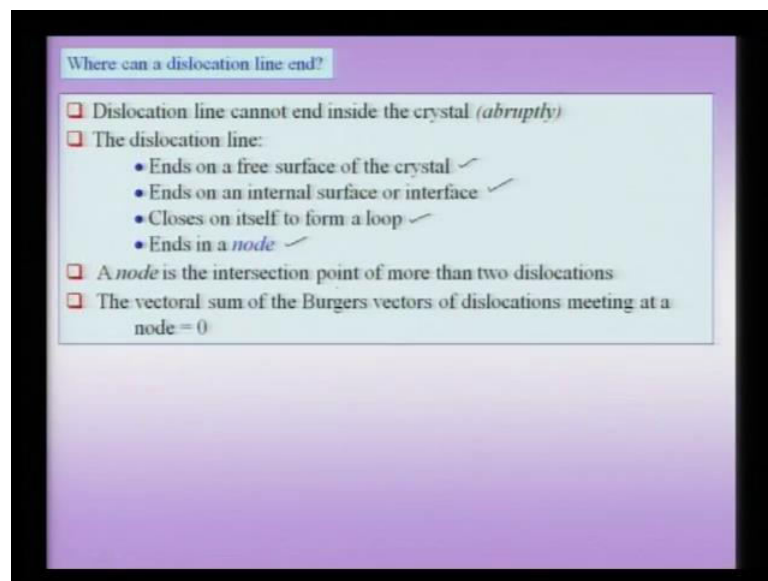 Where can a dislocation line end?
Dislocation line cannot end inside the crystal (abruptly)
The dislocation line:
• Ends on a free surface of the crystal
• Ends on an internal surface or interface
• Closes on itself to form a loop
• Ends in a node
A node is the intersection point of more than two dislocations
The vectoral sum of the Burgers vectors of dislocations meeting at a
node = 0